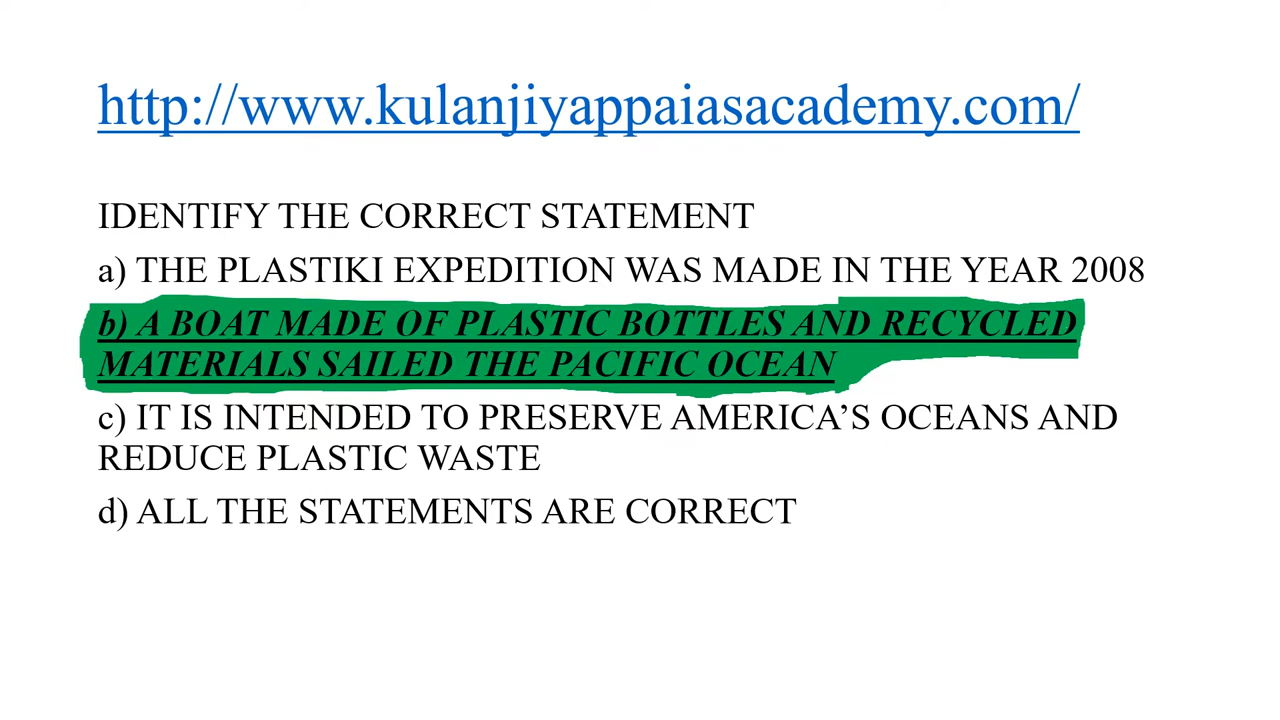 http://www.kulanjiyappaiasacademy.com/
IDENTIFY THE CORRECT STATEMENT
a) THE PLASTIKI EXPEDITION WAS MADE IN THE YEAR 2008
b) A BOAT MADE OF PLASTIC BOTTLES AND RECYCLED
MATERIALS SAILED THE PACIFIC OCEAN
c) IT IS INTENDED TO PRESERVE AMERICA’S OCEANS AND
REDUCE PLASTIC WASTE
d) ALL THE STATEMENTS ARE CORRECT